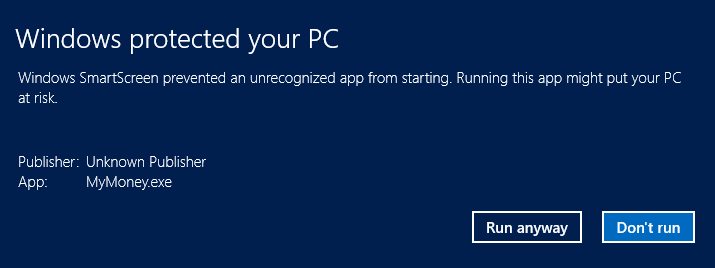 Windows protected your PC
Windows SmartScreen prevented an unrecognized app from starting. Running this app might put your PC
at risk.
Publisher: Unknown Publisher
App: MyMoney.exe
Run anyway Don't run